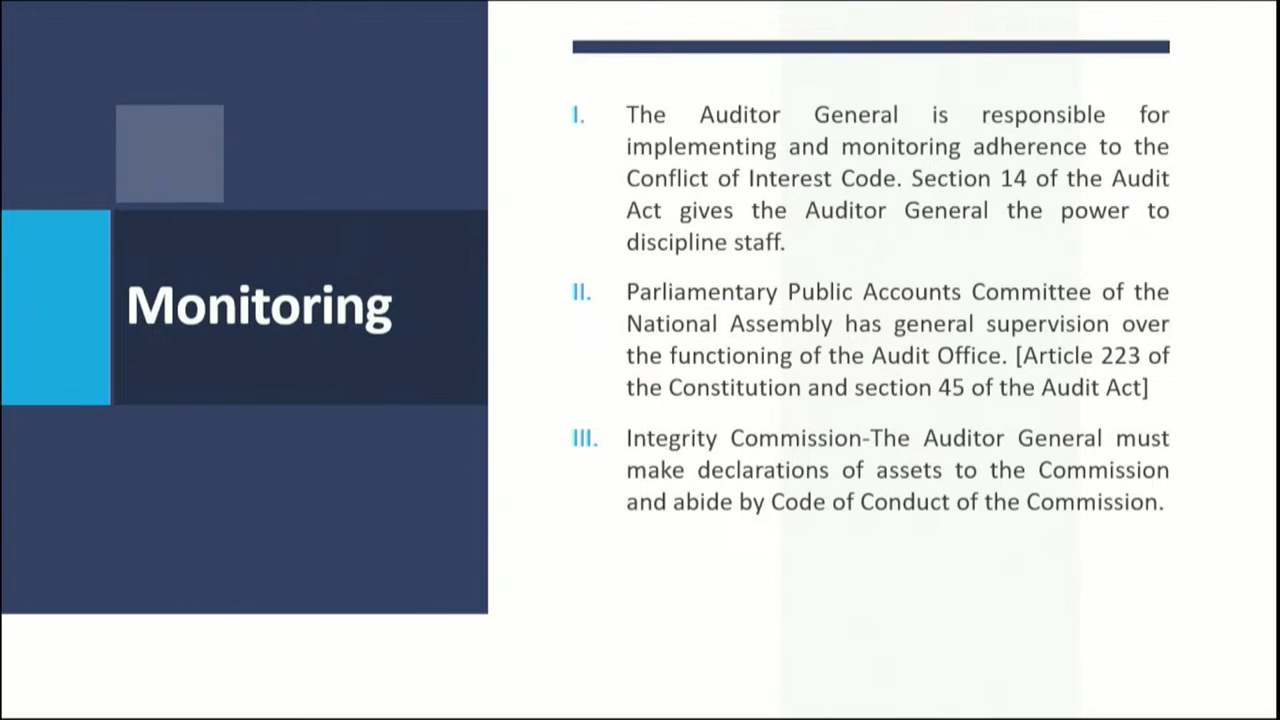 Monitoring
I. The Auditor General is responsible for
implementing and monitoring adherence to the
Conflict of Interest Code. Section 14 of the Audit
Act gives the Auditor General the power to
discipline staff.
II. Parliamentary Public Accounts Committee of the
National Assembly has general supervision over
the functioning of the Audit Office. [Article 223 of
the Constitution and section 45 of the Audit Act]
III. Integrity Commission-The Auditor General must
make declarations of assets to the Commission
and abide by Code of Conduct of the Commission.